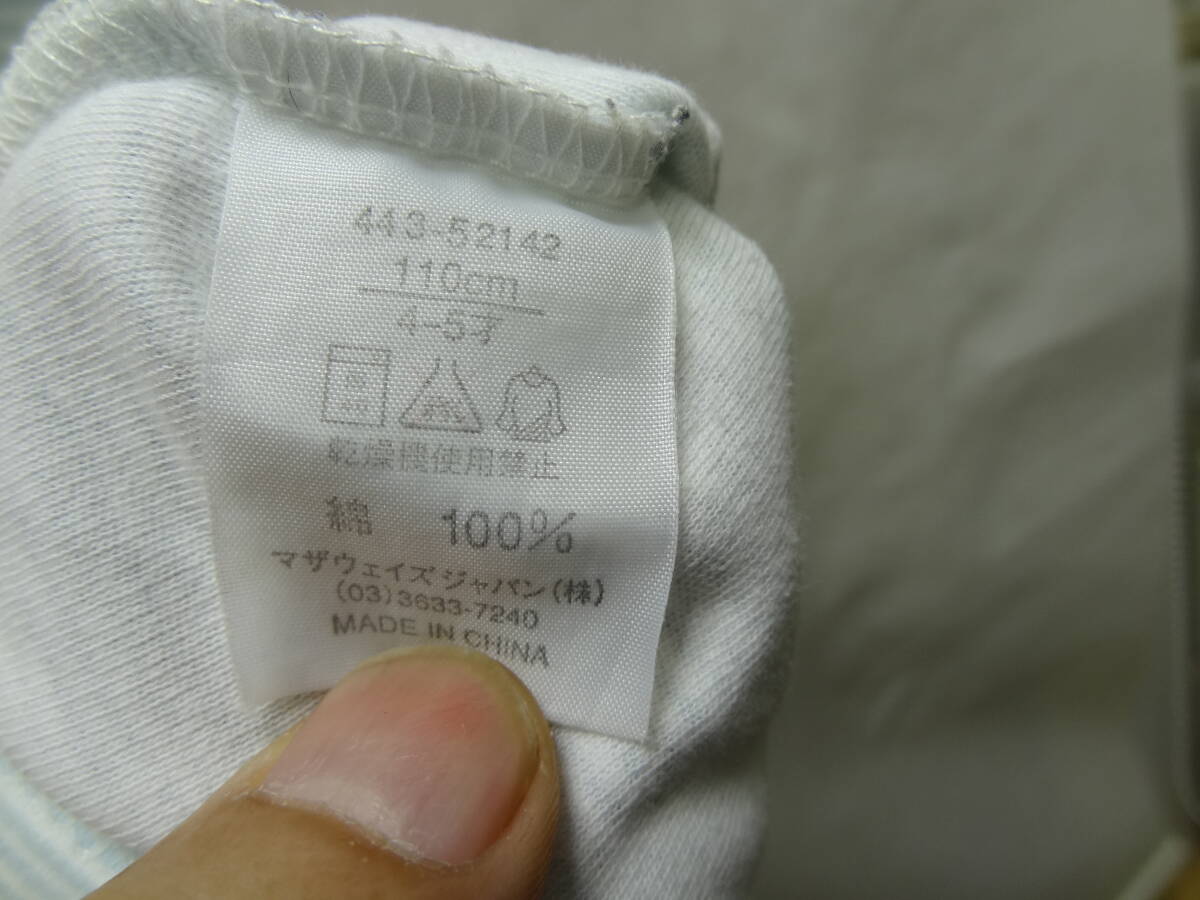 443-52142
110cm
4-5才
乾燥機使用禁止
綿 100%
マザウェイズジャパン(株)
(03)3633-7240
MADE IN CHINA